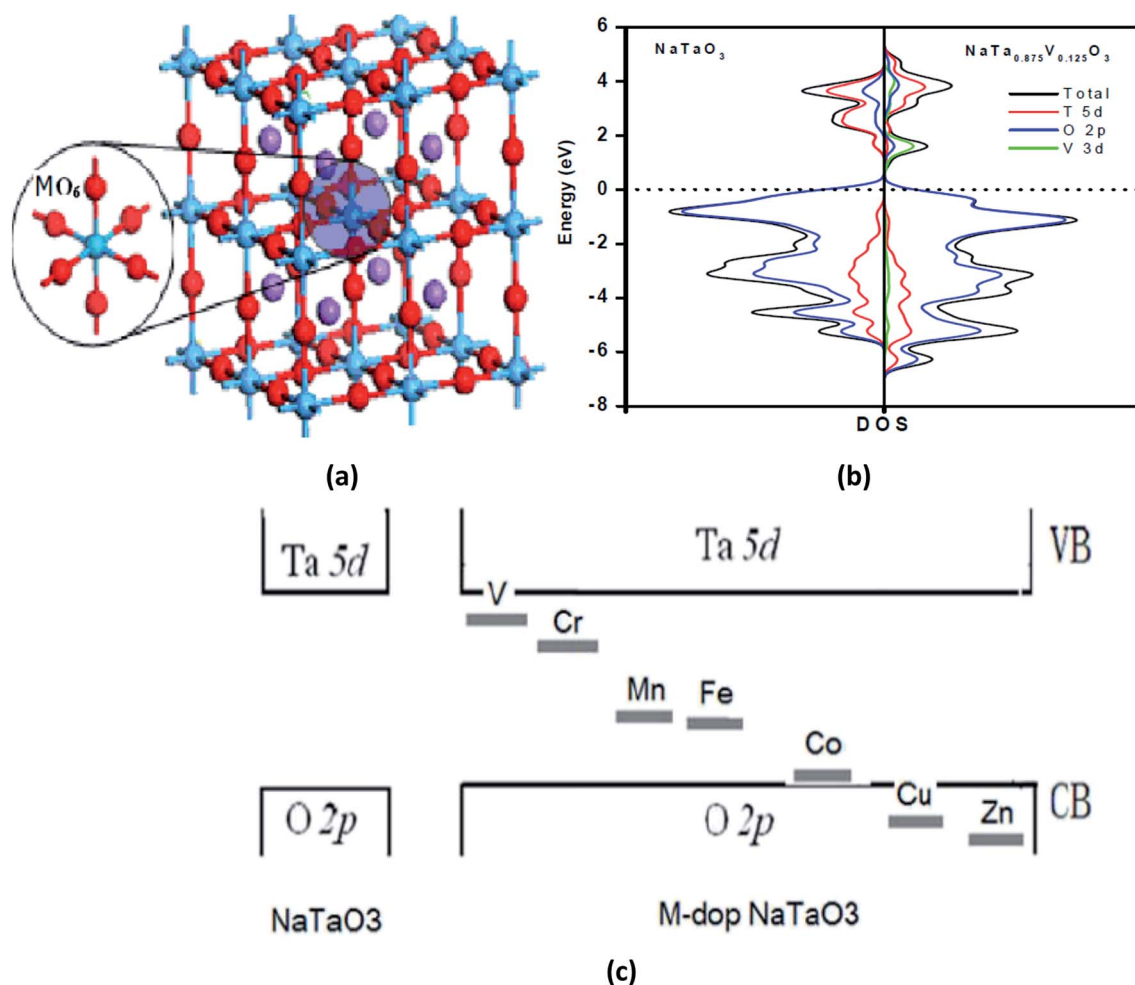 MO₆
(a)
6
4
2
0
-2
-4
-6
-8
Energy (eV)
NaTaO₃
NaTa₀.₈₇₅V₀.₁₂₅O₃
Total
T 5d
O 2p
V 3d
DOS
(b)
Ta 5d
Ta 5d
VB
V
Cr
Mn
Fe
Co
Cu
Zn
O 2p
O 2p
CB
NaTaO3
M-dop NaTaO3
(c)